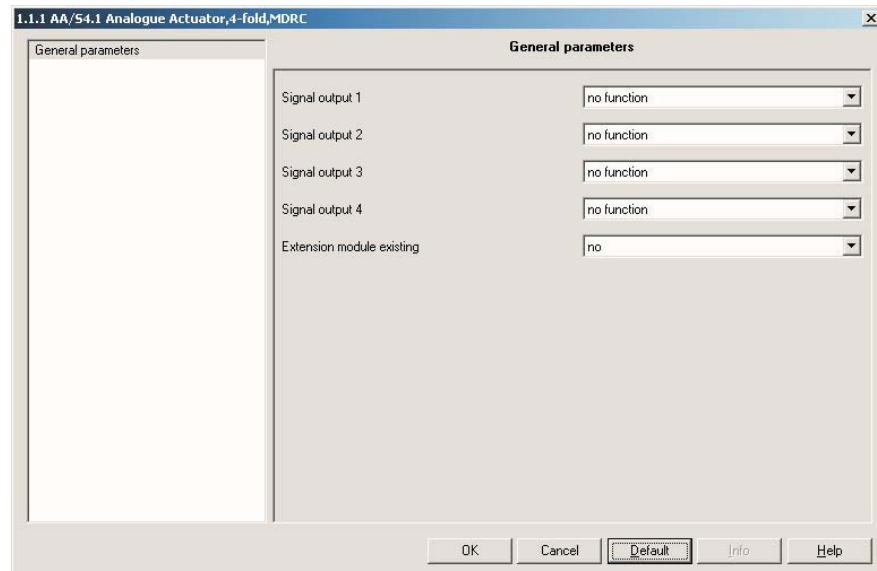 1.1.1 AA/S4.1 Analogue Actuator,4-fold,MDRC
General parameters
General parameters
Signal output 1 no function
Signal output 2 no function
Signal output 3 no function
Signal output 4 no function
Extension module existing no
OK Cancel Default Info Help